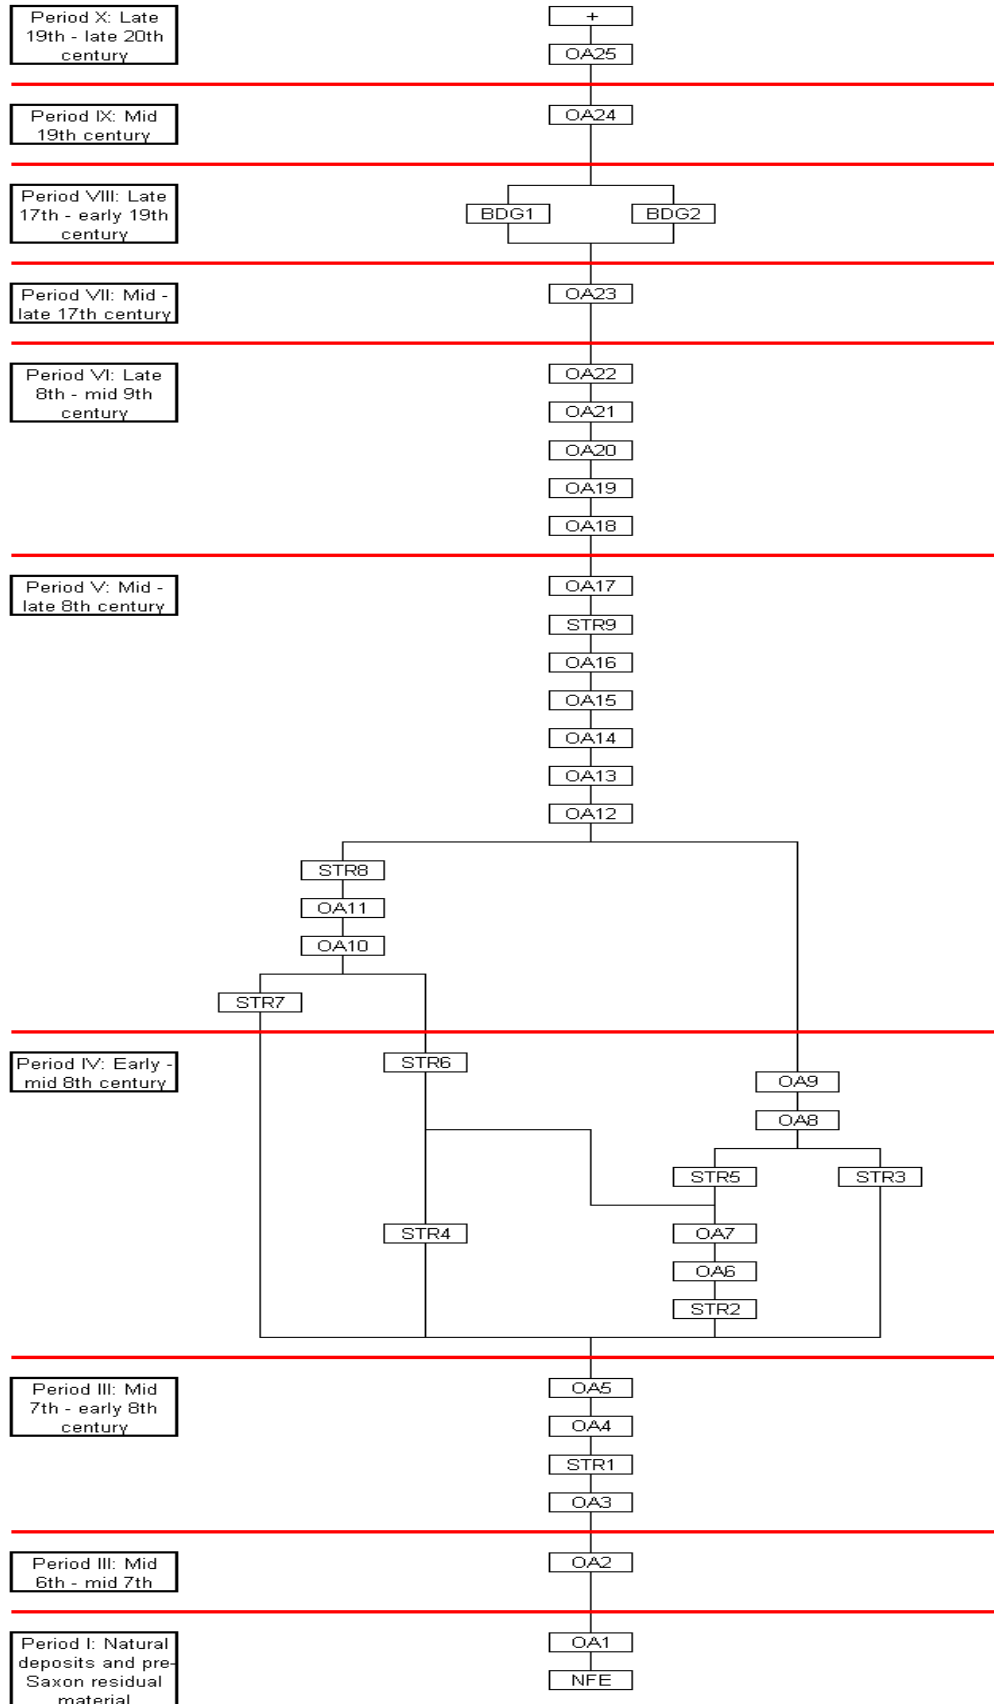 Period X: Late
19th - late 20th
century
+
OA25
Period IX: Mid
19th century
OA24
Period VIII: Late
17th - early 19th
century
BDG1
BDG2
Period VII: Mid -
late 17th century
OA23
Period VI: Late
8th - mid 9th
century
OA22
OA21
OA20
OA19
OA18
Period V: Mid -
late 8th century
OA17
STR9
OA16
OA15
OA14
OA13
OA12
STR8
OA11
OA10
STR7
Period IV: Early -
mid 8th century
STR6
OA9
OA8
STR5
STR3
STR4
OA7
OA6
STR2
Period III: Mid
7th - early 8th
century
OA5
OA4
STR1
OA3
Period III: Mid
6th - mid 7th
OA2
Period I: Natural
deposits and pre-
Saxon residual
material
OA1
NFE